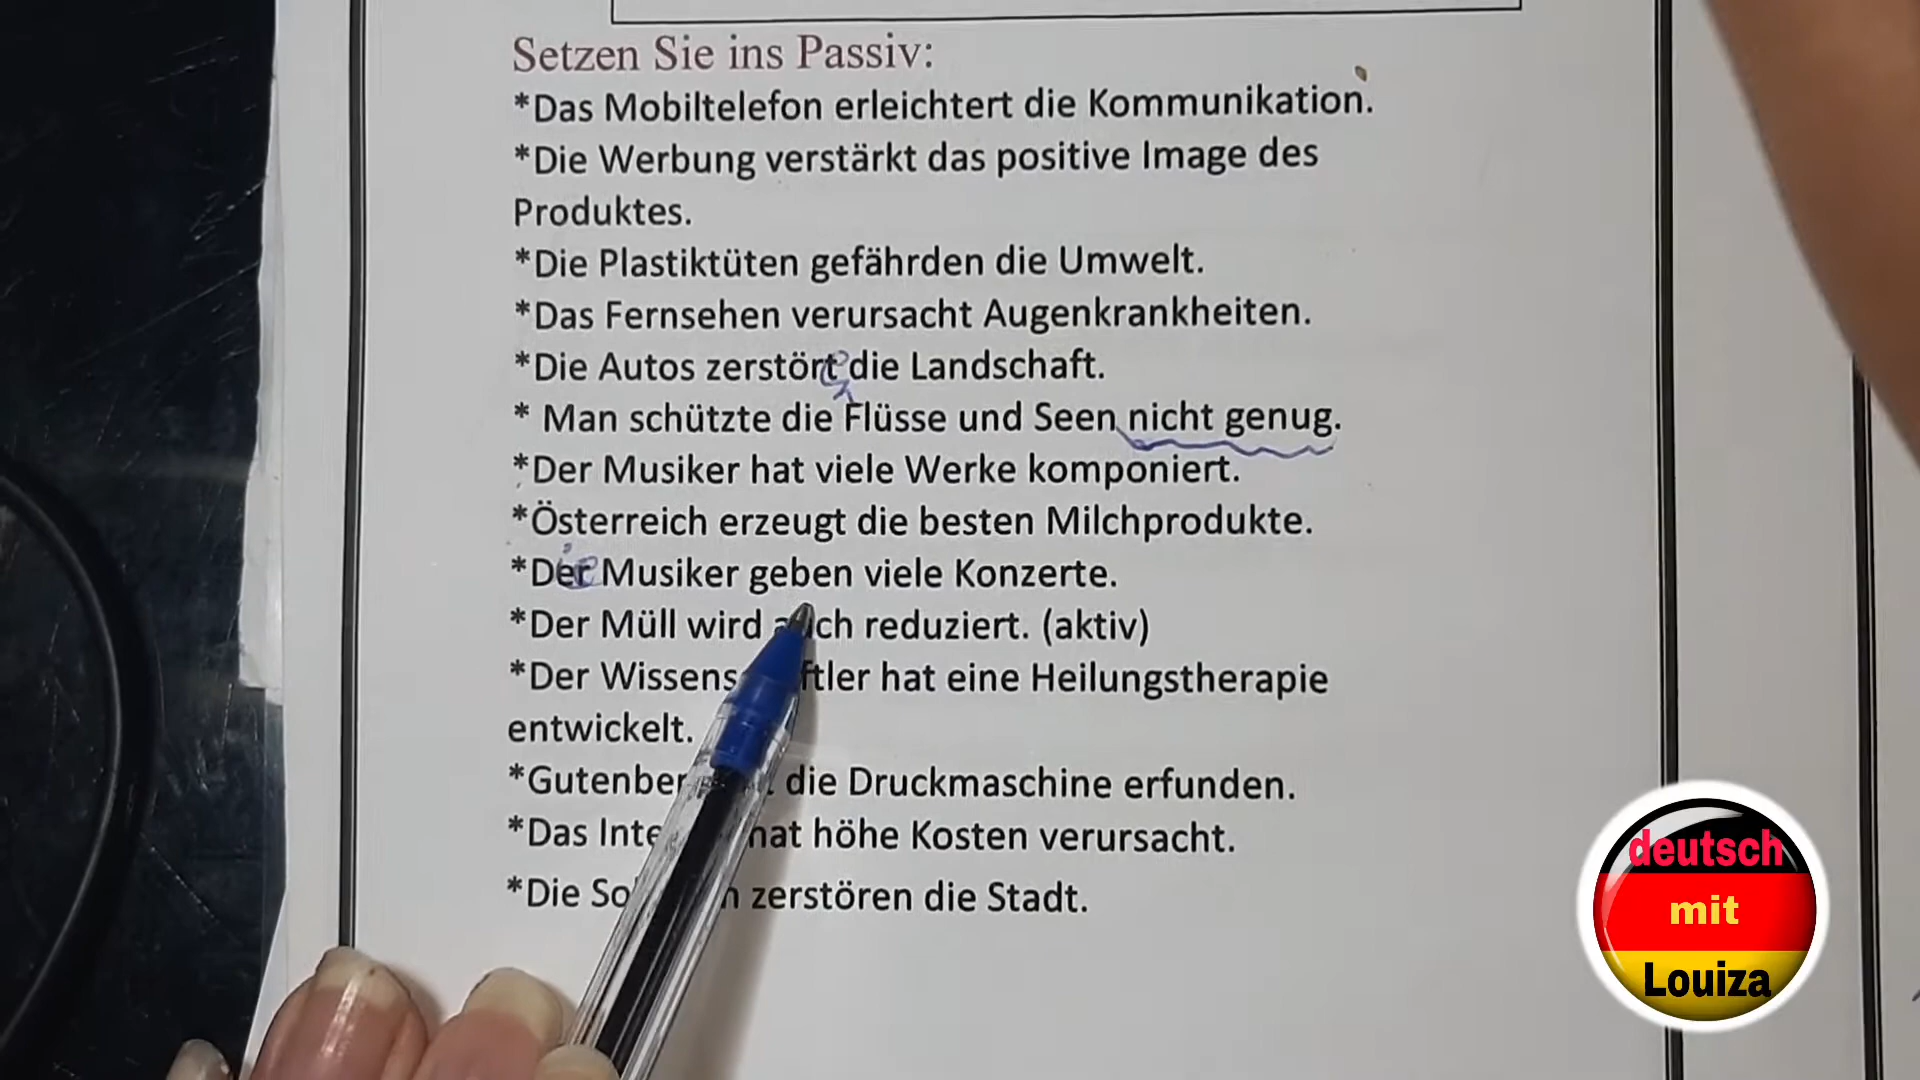 Setzen Sie ins Passiv:
*Das Mobiltelefon erleichtert die Kommunikation.
*Die Werbung verstärkt das positive Image des
Produktes.
*Die Plastiktüten gefährden die Umwelt.
*Das Fernsehen verursacht Augenkrankheiten.
*Die Autos zerstört die Landschaft.
* Man schützte die Flüsse und Seen nicht genug.
*Der Musiker hat viele Werke komponiert.
*Österreich erzeugt die besten Milchprodukte.
*Der Musiker geben viele Konzerte.
*Der Müll wird auch reduziert. (aktiv)
*Der hat eine Heilungstherapie
entwickelt.
die Druckmaschine erfunden.
*Das hat höhe Kosten verursacht.
*Die zerstören die Stadt.
deutsch
mit
Louiza